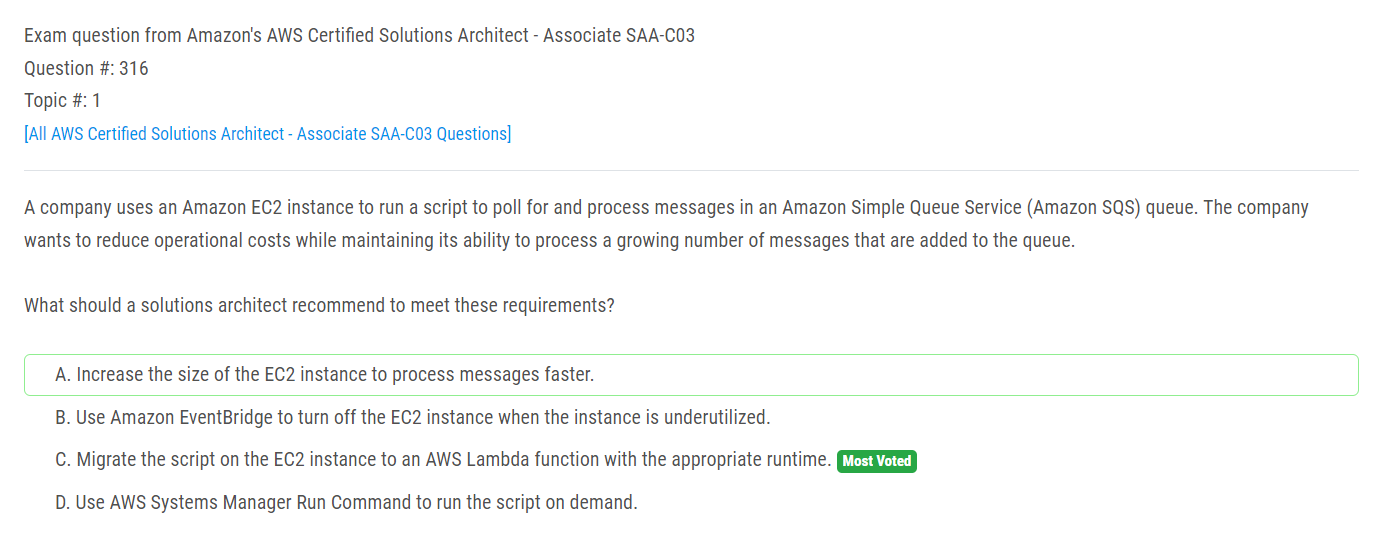 Exam question from Amazon's AWS Certified Solutions Architect - Associate SAA-C03
Question #: 316
Topic #: 1
[All AWS Certified Solutions Architect - Associate SAA-C03 Questions]
A company uses an Amazon EC2 instance to run a script to poll for and process messages in an Amazon Simple Queue Service (Amazon SQS) queue. The company
wants to reduce operational costs while maintaining its ability to process a growing number of messages that are added to the queue.
What should a solutions architect recommend to meet these requirements?
A. Increase the size of the EC2 instance to process messages faster.
B. Use Amazon EventBridge to turn off the EC2 instance when the instance is underutilized.
C. Migrate the script on the EC2 instance to an AWS Lambda function with the appropriate runtime. Most Voted
D. Use AWS Systems Manager Run Command to run the script on demand.